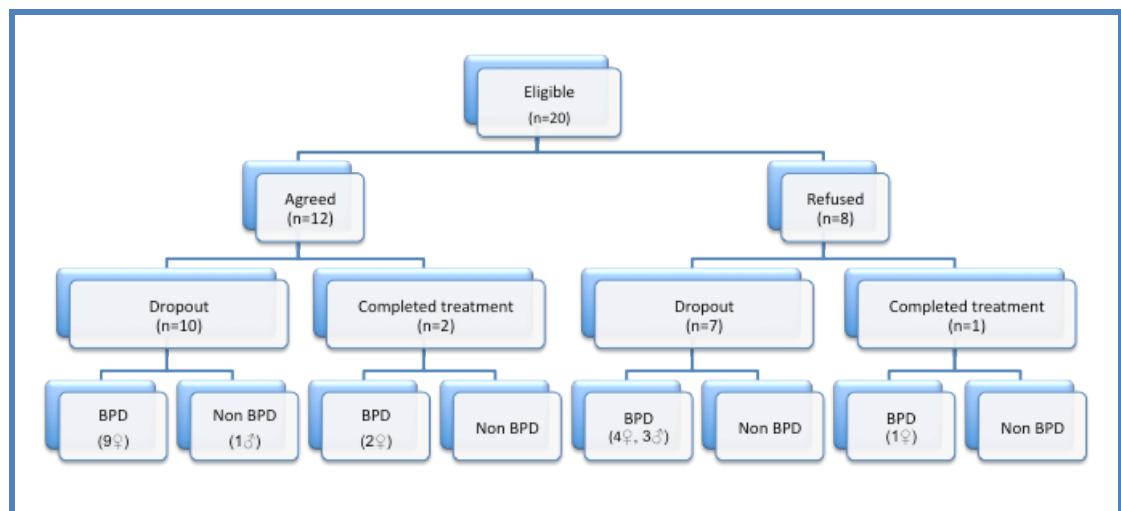 Eligible
(n=20)
Agreed
(n=12)
Refused
(n=8)
Dropout
(n=10)
Completed treatment
(n=2)
Dropout
(n=7)
Completed treatment
(n=1)
BPD
(9♀)
Non BPD
(1♂)
BPD
(2♀)
Non BPD
BPD
(4♀, 3♂)
Non BPD
BPD
(1♀)
Non BPD